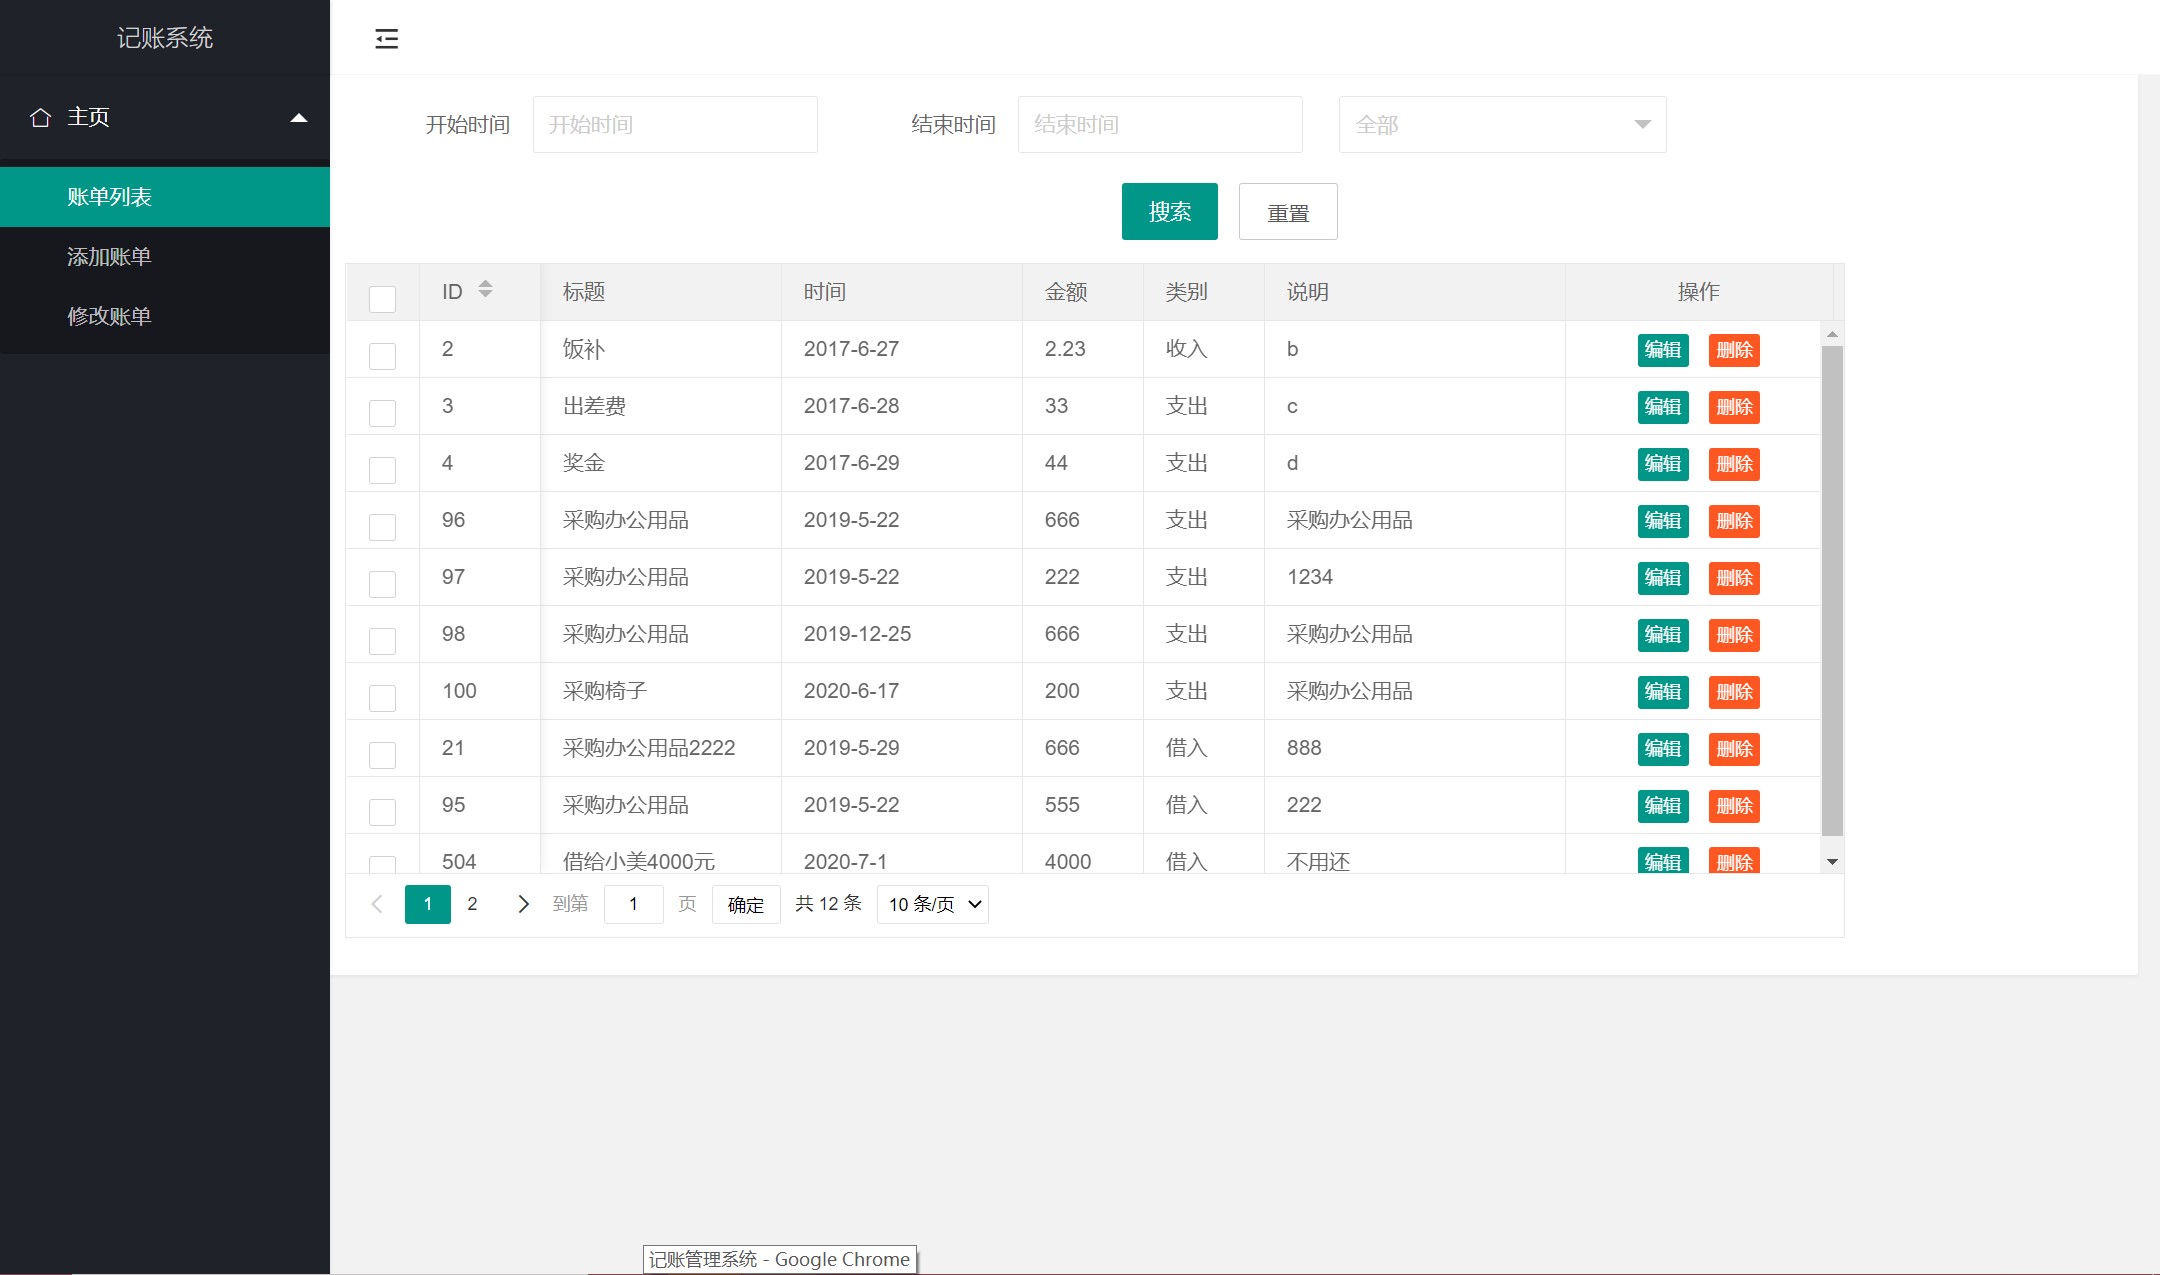 记账系统
主页
账单列表
添加账单
修改账单
开始时间 开始时间 结束时间 结束时间 全部
搜索 重置
ID 标题 时间 金额 类别 说明 操作
2 饭补 2017-6-27 2.23 收入 b 编辑 删除
3 出差费 2017-6-28 33 支出 c 编辑 删除
4 奖金 2017-6-29 44 支出 d 编辑 删除
96 采购办公用品 2019-5-22 666 支出 采购办公用品 编辑 删除
97 采购办公用品 2019-5-22 222 支出 1234 编辑 删除
98 采购办公用品 2019-12-25 666 支出 采购办公用品 编辑 删除
100 采购椅子 2020-6-17 200 支出 采购办公用品 编辑 删除
21 采购办公用品2222 2019-5-29 666 借入 888 编辑 删除
95 采购办公用品 2019-5-22 555 借入 222 编辑 删除
504 借给小美4000元 2020-7-1 4000 借入 不用还 编辑 删除
1 2 到第 1 页 确定 共 12 条 10 条/页
记账管理系统 - Google Chrome